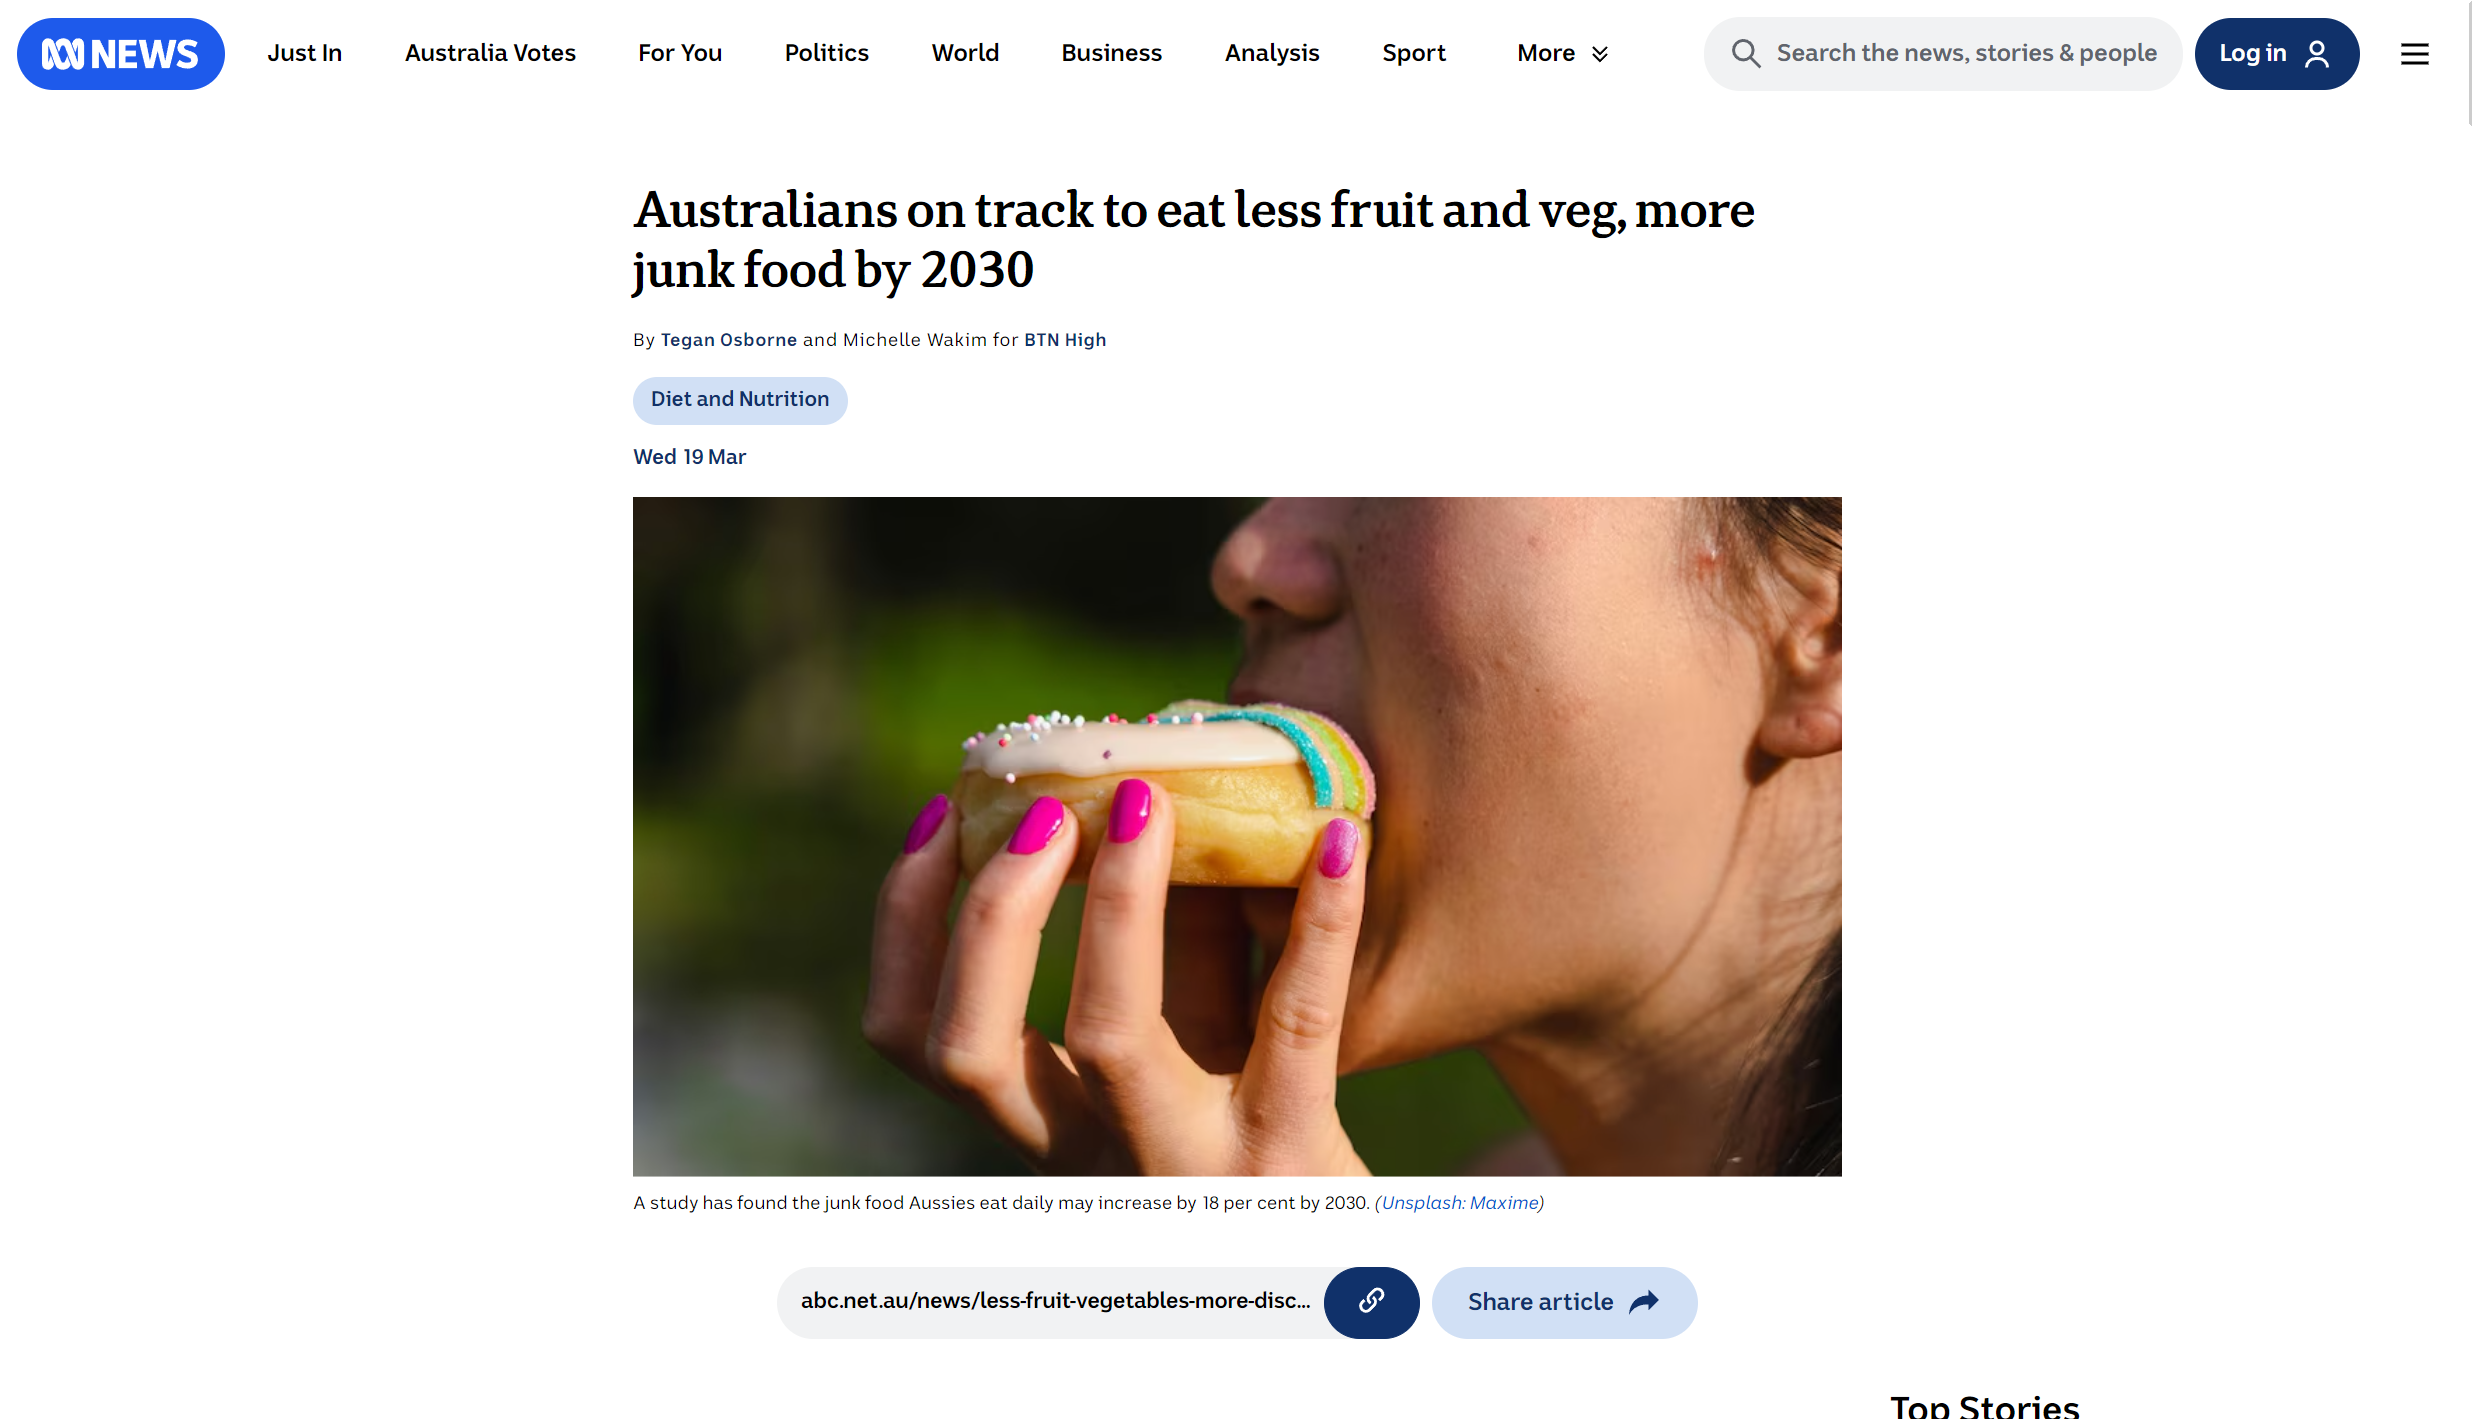 NEWS
Just In
Australia Votes
For You
Politics
World
Business
Analysis
Sport
More
Search the news, stories & people
Log in
Australians on track to eat less fruit and veg, more
junk food by 2030
By Tegan Osborne and Michelle Wakim for BTN High
Diet and Nutrition
Wed 19 Mar
A study has found the junk food Aussies eat daily may increase by 18 per cent by 2030. (Unsplash: Maxime)
abc.net.au/news/less-fruit-vegetables-more-disc...
Share article
Top Stories